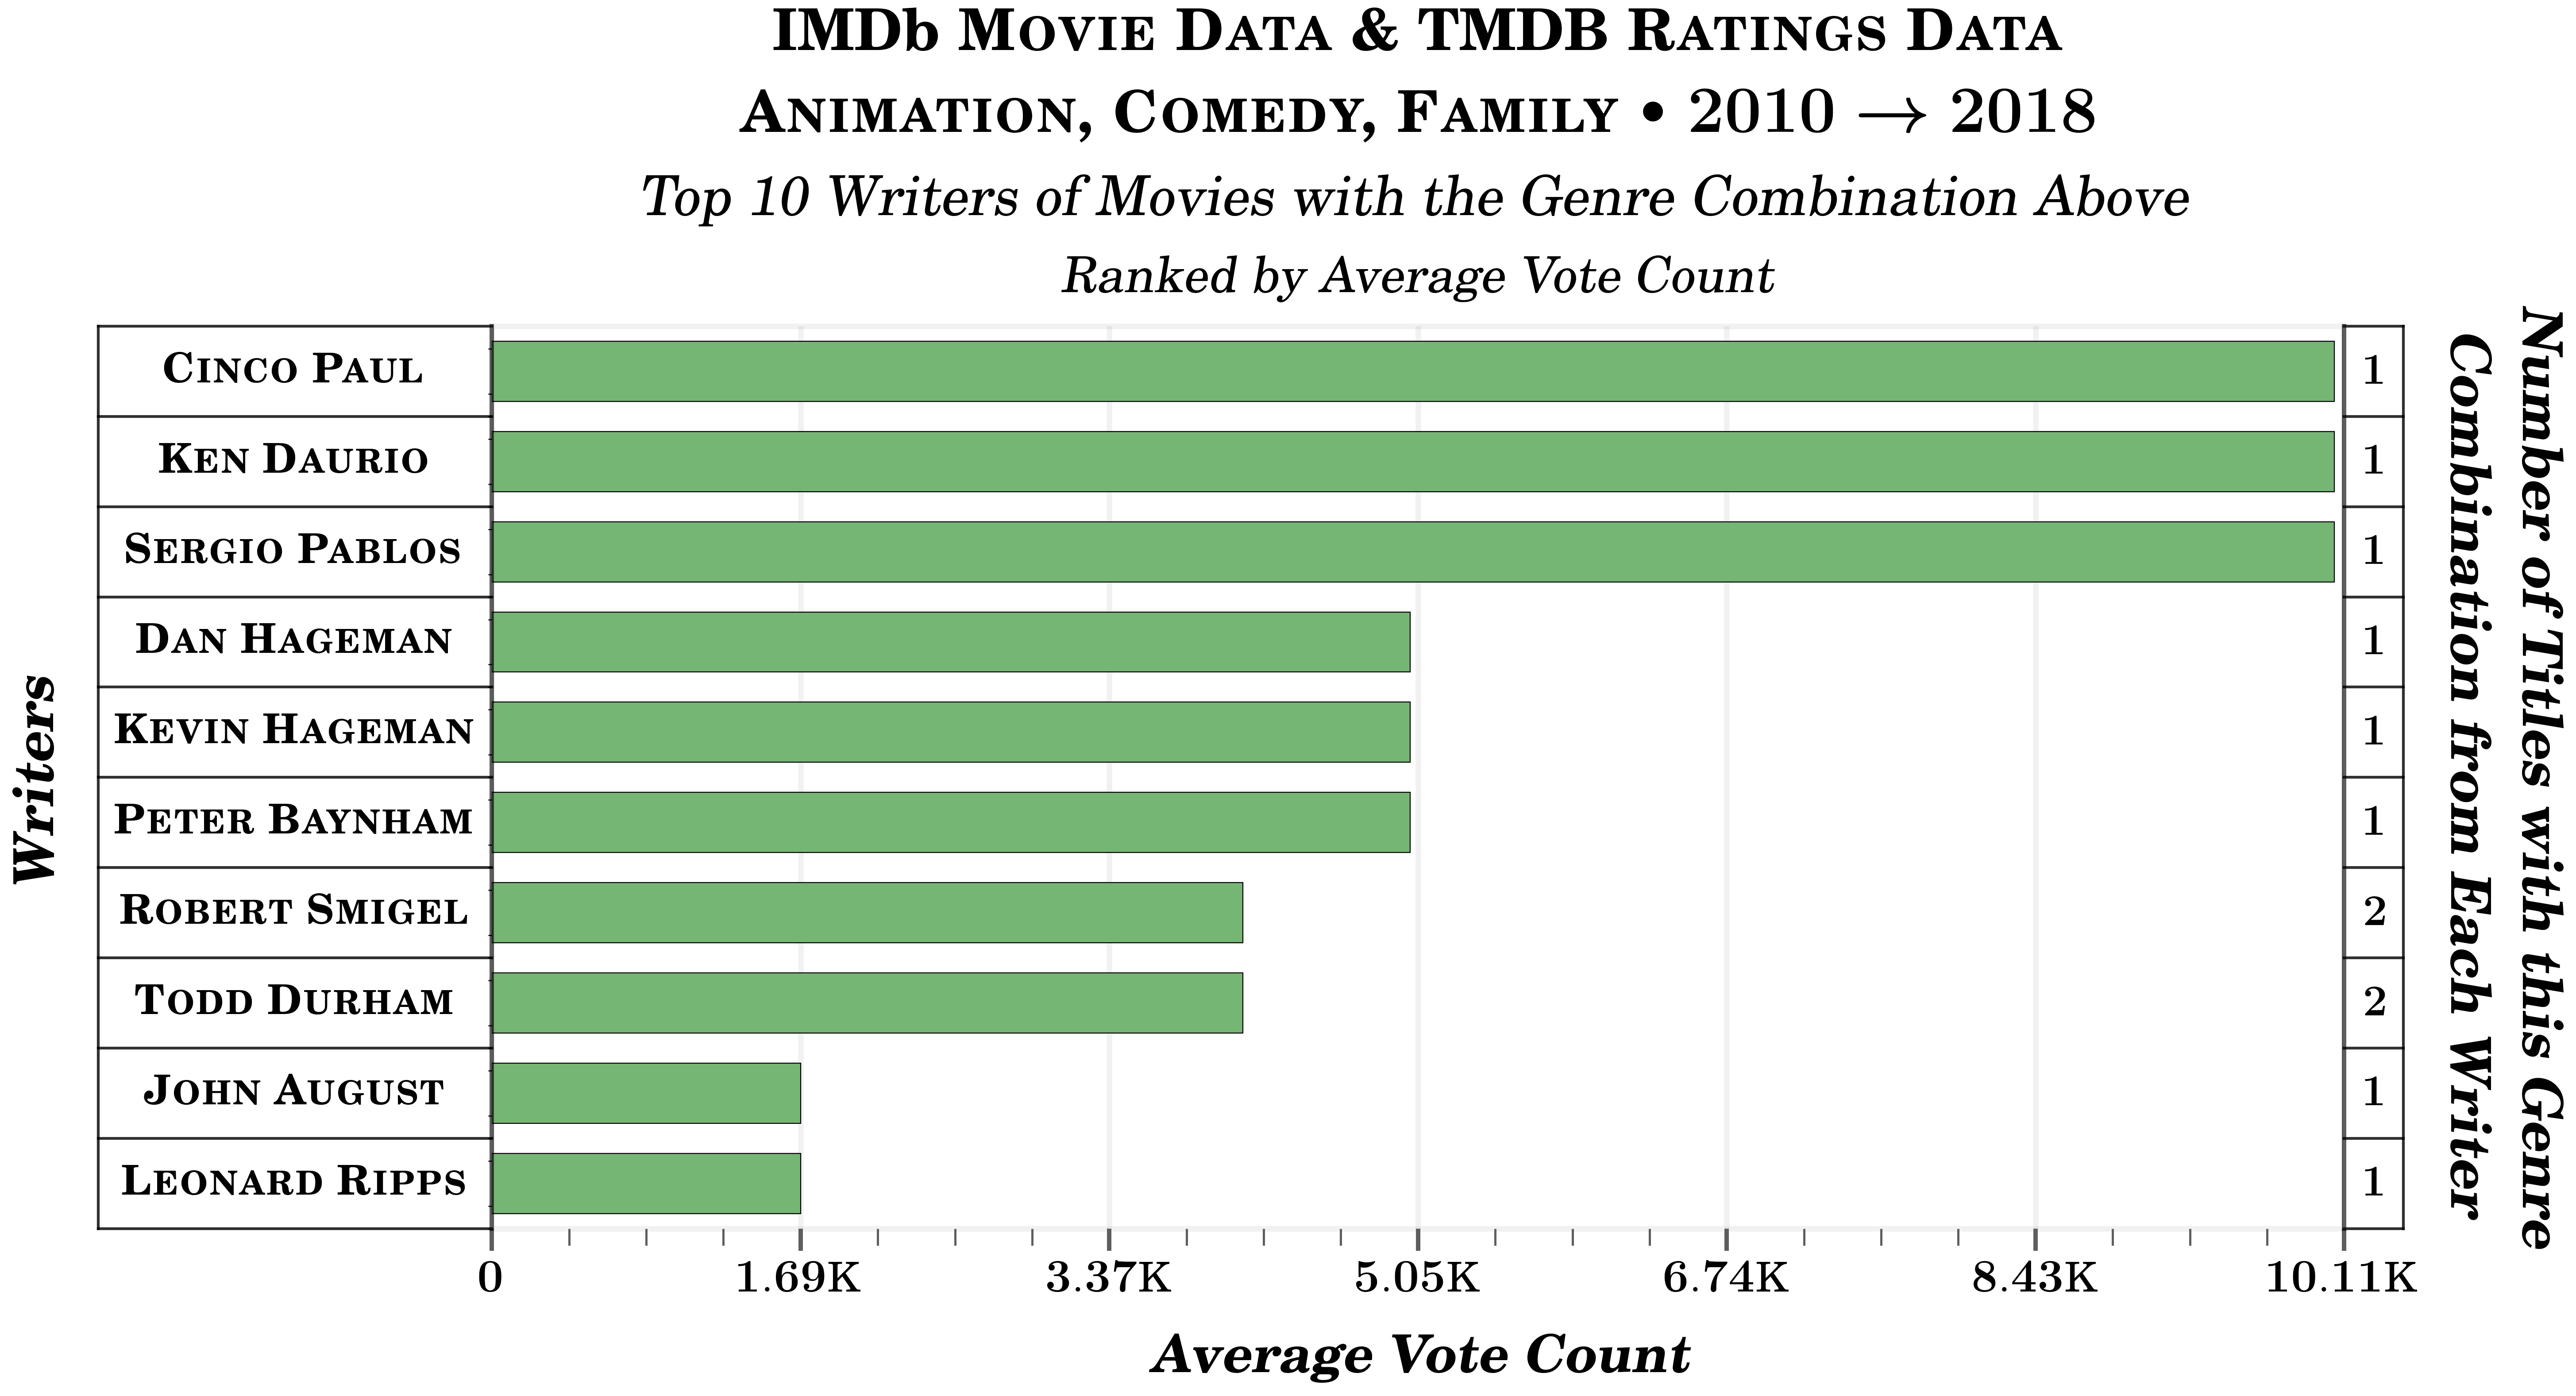 IMDb Movie Data & TMDB Ratings Data
Animation, Comedy, Family • 2010 → 2018
Top 10 Writers of Movies with the Genre Combination Above
Ranked by Average Vote Count
Writers
Cinco Paul 1
Ken Daurio 1
Sergio Pablos 1
Dan Hageman 1
Kevin Hageman 1
Peter Baynham 1
Robert Smigel 2
Todd Durham 2
John August 1
Leonard Ripps 1
0 1.69K 3.37K 5.05K 6.74K 8.43K 10.11K
Average Vote Count
Number of Titles with this Genre
Combination from Each Writer